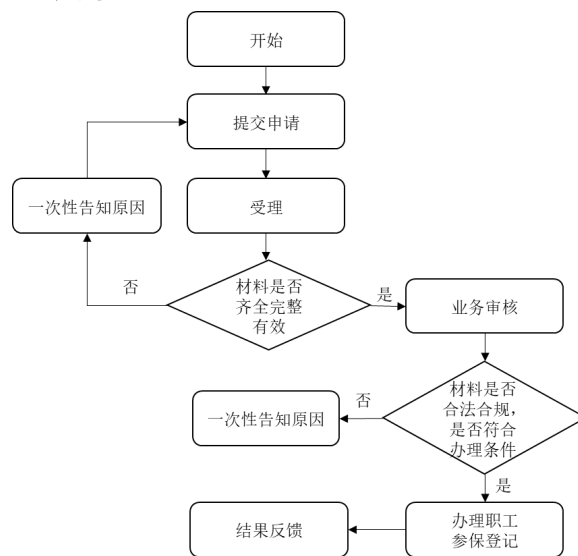 开始
提交申请
一次性告知原因
受理
否
材料是否
齐全完整
有效
是
业务审核
否
一次性告知原因
材料是否
合法合规,
是否符合
办理条件
是
结果反馈
办理职工
参保登记